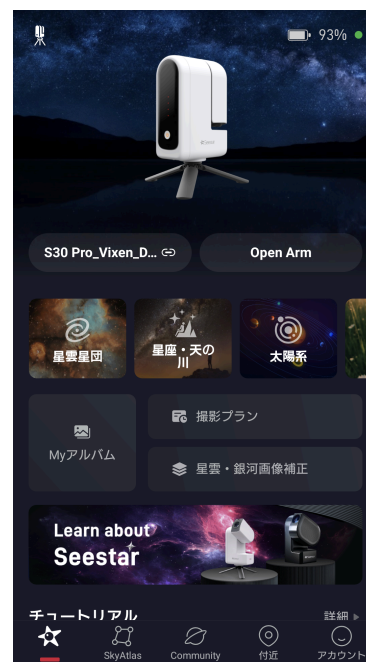 93%
S30 Pro_Vixen_D...
Open Arm
星雲星団
星座・天の
川
太陽系
Myアルバム
撮影プラン
星雲・銀河画像補正
Learn about
Seestar
チュートリアル
詳細
SkyAtlas
Community
付近
アカウント